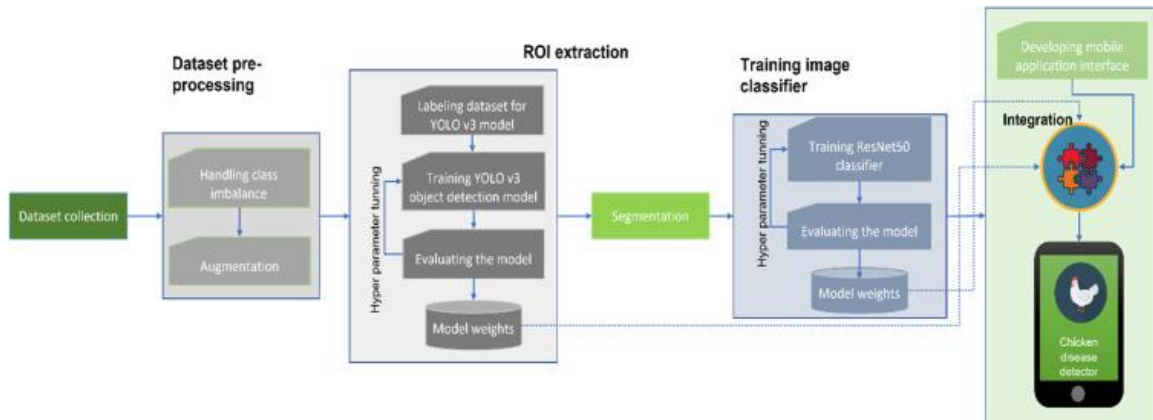 Dataset collection
Dataset pre-
processing
Handling class
imbalance
Augmentation
ROI extraction
Labeling dataset for
YOLO v3 model
Training YOLO v3
object detection model
Evaluating the model
Model weights
Hyper parameter tunning
Segmentation
Training image
classifier
Training ResNet50
classifier
Evaluating the model
Model weights
Hyper parameter tunning
Developing mobile
application interface
Integration
Chicken
disease
detector